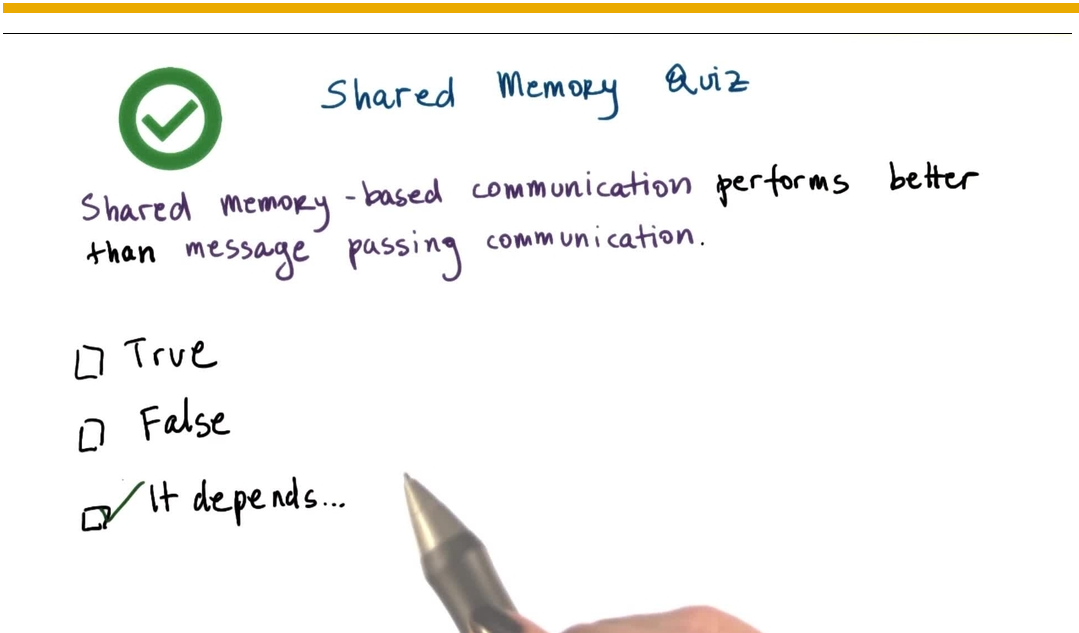 Shared Memory Quiz
Shared memory-based communication performs better
than message passing communication.
True
False
It depends...